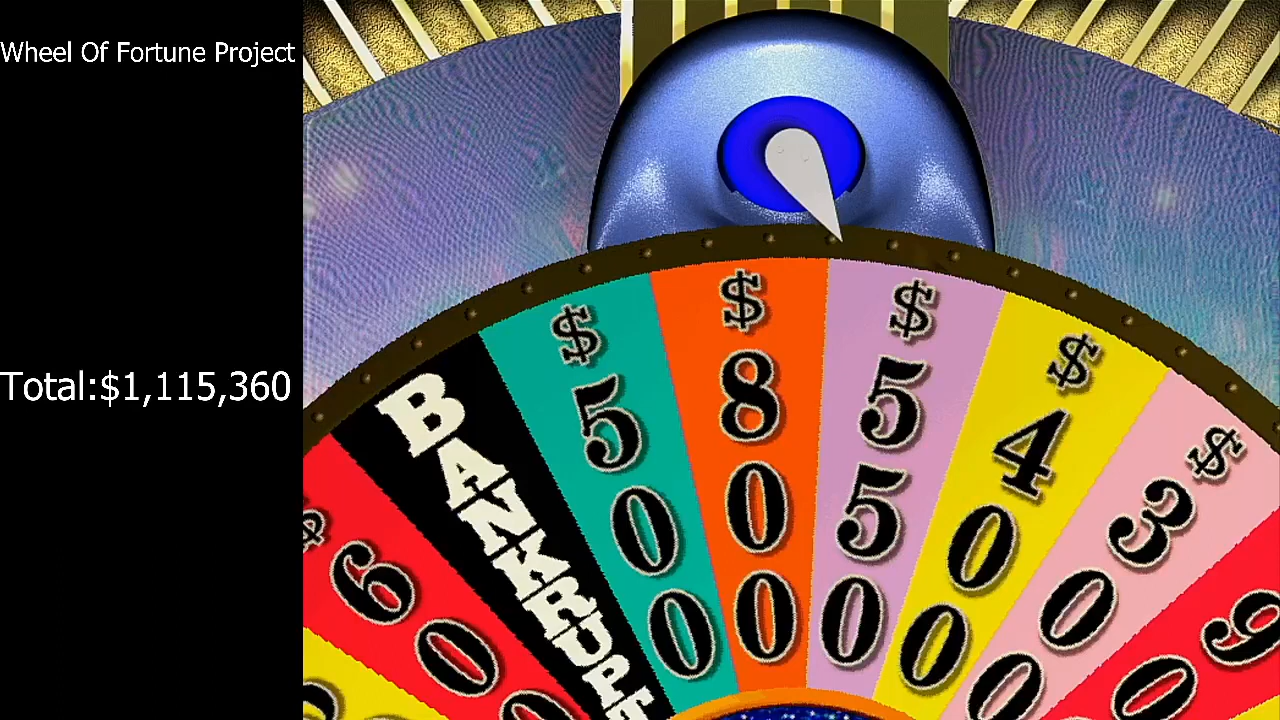 Wheel Of Fortune Project
Total:$1,115,360
$600
BANKRUPT
$500
$800
$550
$400
$300